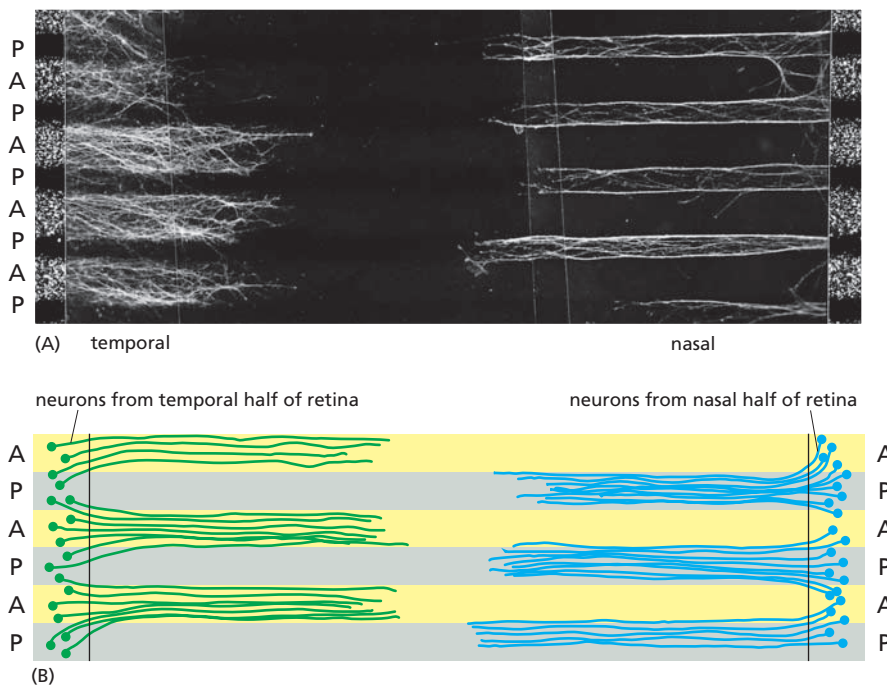 P
A
P
A
P
A
P
A
P
(A) temporal nasal
neurons from temporal half of retina neurons from nasal half of retina
A A
P P
A A
P P
A A
P P
(B)